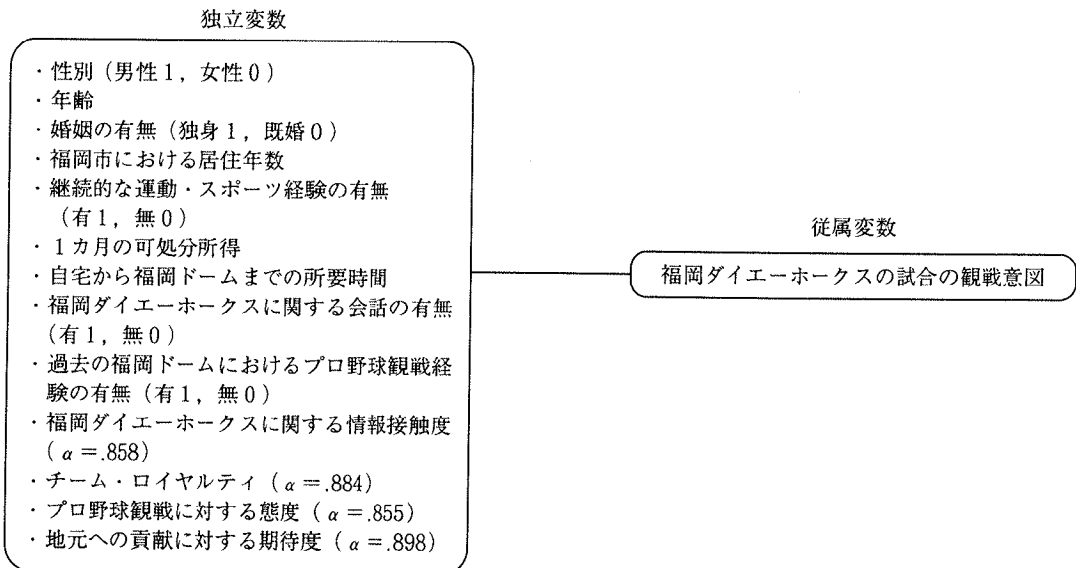 独立変数
・性別（男性1，女性0）
・年齢
・婚姻の有無（独身1，既婚0）
・福岡市における居住年数
・継続的な運動・スポーツ経験の有無
（有1，無0）
・1カ月の可処分所得
・自宅から福岡ドームまでの所要時間
・福岡ダイエーホークスに関する会話の有無
（有1，無0）
・過去の福岡ドームにおけるプロ野球観戦経
験の有無（有1，無0）
・福岡ダイエーホークスに関する情報接触度
（α＝.858）
・チーム・ロイヤルティ（α＝.884）
・プロ野球観戦に対する態度（α＝.855）
・地元への貢献に対する期待度（α＝.898）
従属変数
福岡ダイエーホークスの試合の観戦意図